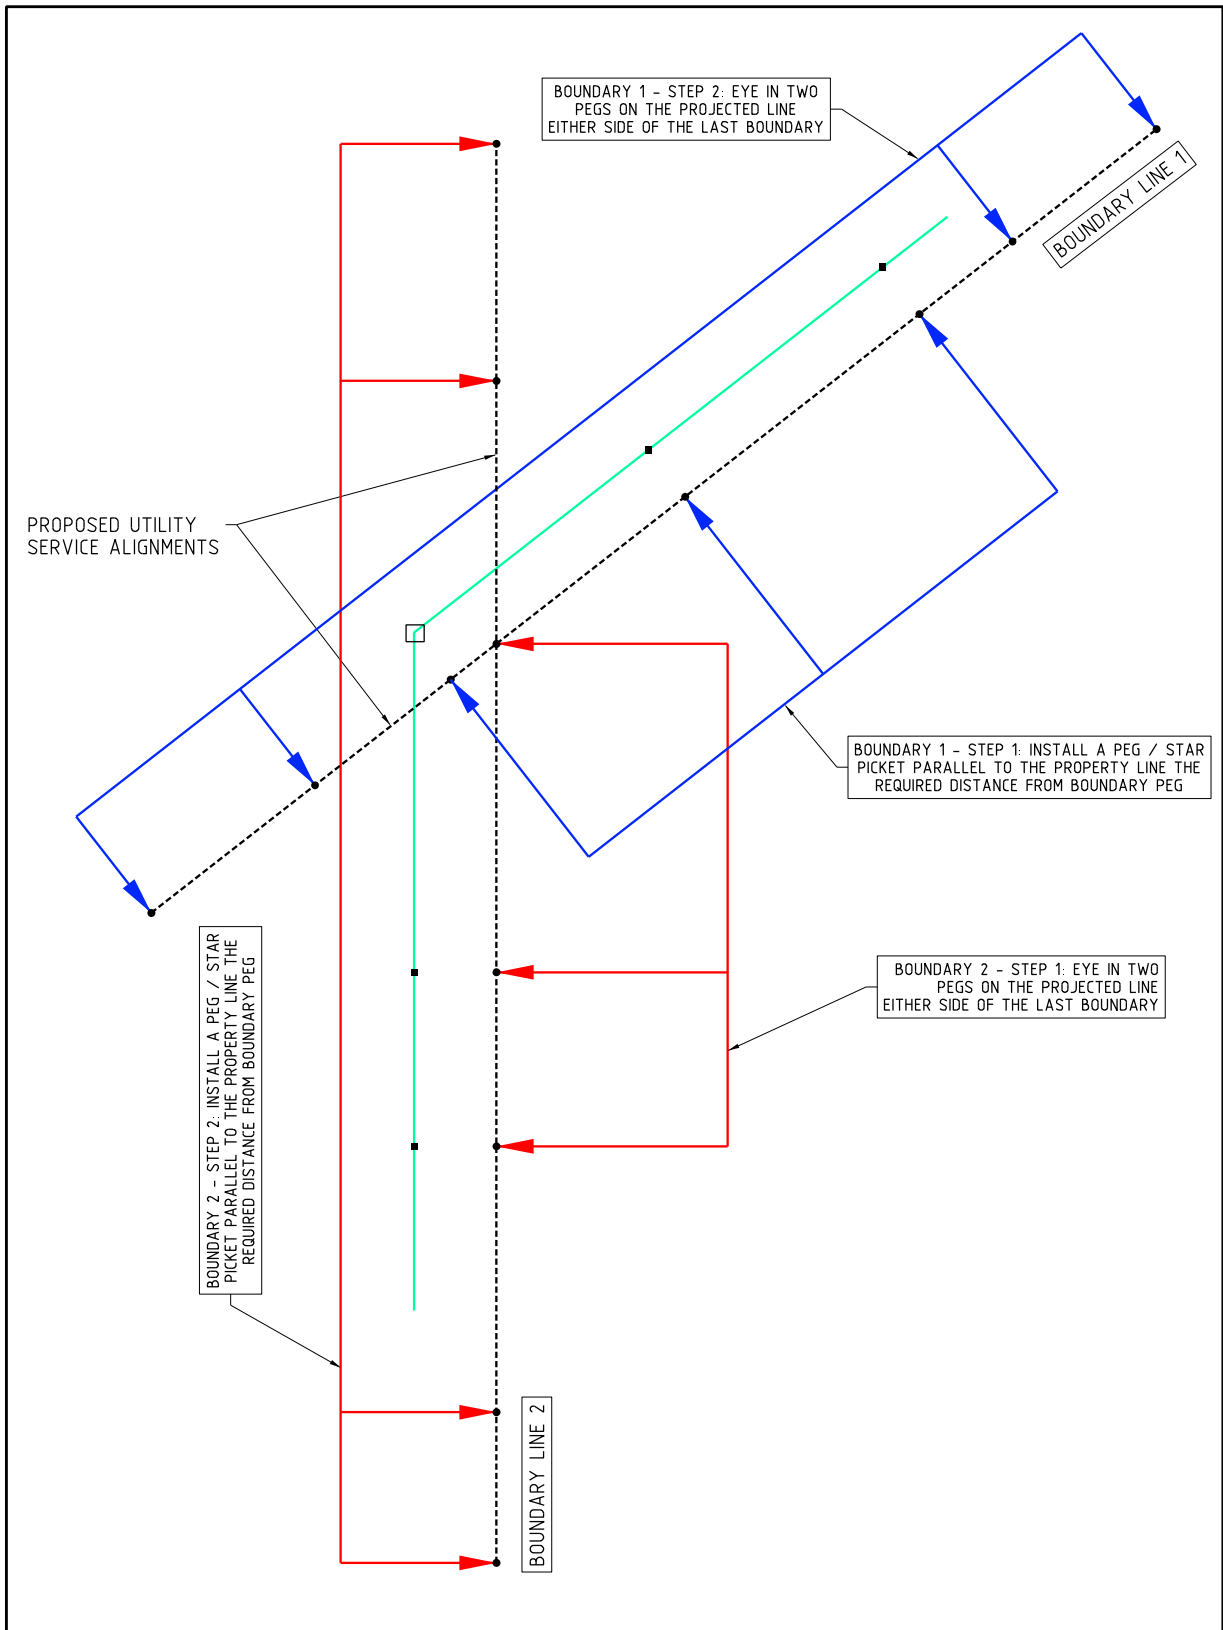 BOUNDARY 1 - STEP 2: EYE IN TWO
PEGS ON THE PROJECTED LINE
EITHER SIDE OF THE LAST BOUNDARY
BOUNDARY LINE 1
PROPOSED UTILITY
SERVICE ALIGNMENTS
BOUNDARY 1 - STEP 1: INSTALL A PEG / STAR
PICKET PARALLEL TO THE PROPERTY LINE THE
REQUIRED DISTANCE FROM BOUNDARY PEG
BOUNDARY 2 - STEP 1: EYE IN TWO
PEGS ON THE PROJECTED LINE
EITHER SIDE OF THE LAST BOUNDARY
BOUNDARY 2 - STEP 2: INSTALL A PEG / STAR
PICKET PARALLEL TO THE PROPERTY LINE THE
REQUIRED DISTANCE FROM BOUNDARY PEG
BOUNDARY LINE 2